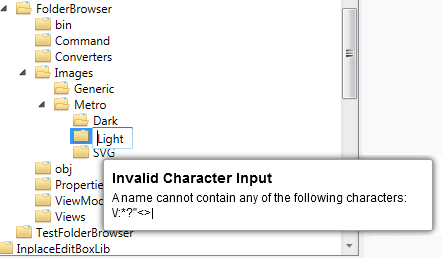 FolderBrowser
bin
Command
Converters
Images
Generic
Metro
Dark
Light
SVG
obj
Properties
ViewMod
Views
TestFolderBrowser
InplaceEditBoxLib
Invalid Character Input
A name cannot contain any of the following characters:
\/:*?"<>|